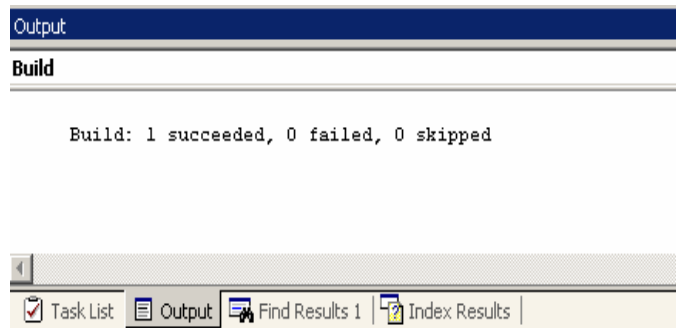 Output
Build
Build: 1 succeeded, 0 failed, 0 skipped
Task List Output Find Results 1 Index Results